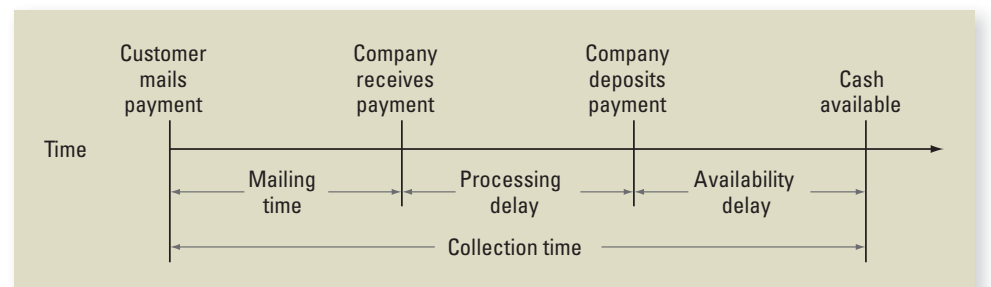 Customer
mails
payment
Company
receives
payment
Company
deposits
payment
Cash
available
Time
Mailing
time
Processing
delay
Availability
delay
Collection time